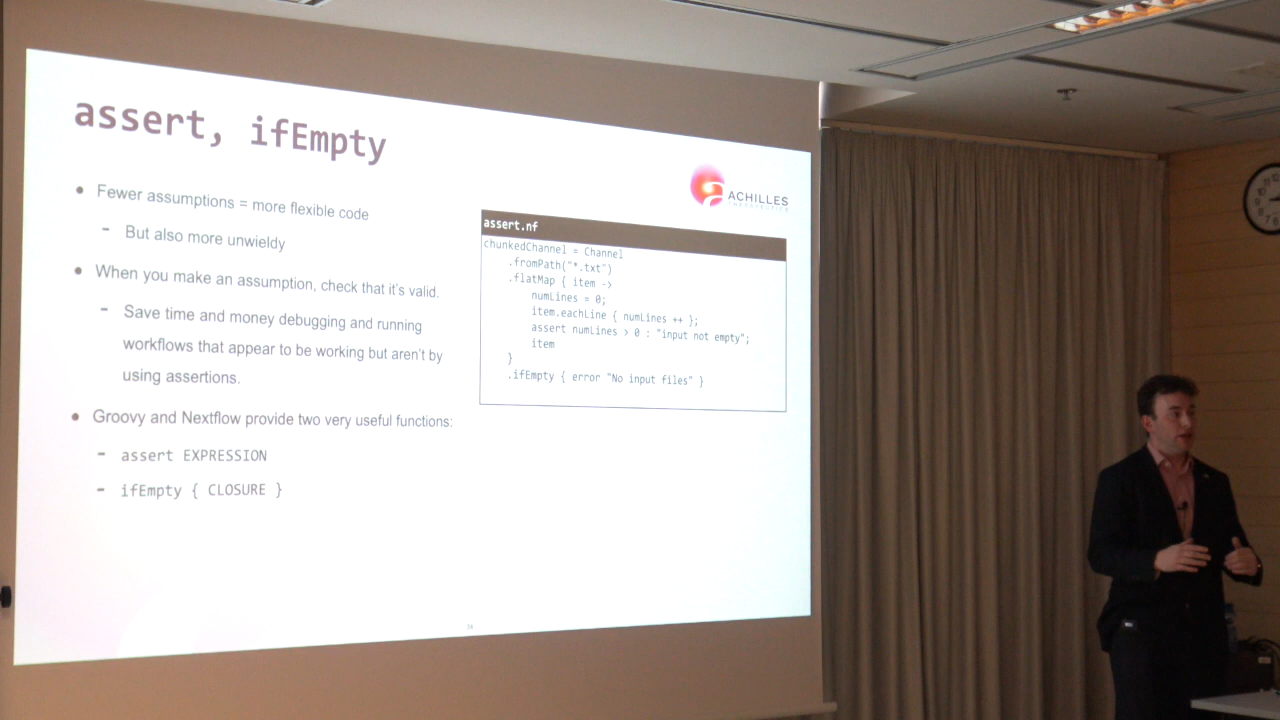 assert, ifEmpty
• Fewer assumptions = more flexible code
- But also more unwieldy
• When you make an assumption, check that it's valid.
- Save time and money debugging and running
workflows that appear to be working but aren't by
using assertions.
• Groovy and Nextflow provide two very useful functions:
- assert EXPRESSION
- ifEmpty { CLOSURE }
ACHILLES
THERAPEUTICS
assert.nf
chunkedChannel = Channel
.fromPath("*.txt")
.flatMap { item ->
numLines = 0;
item.eachLine { numLines ++ };
assert numLines > 0 : "input not empty";
item
}
.ifEmpty { error "No input files" }